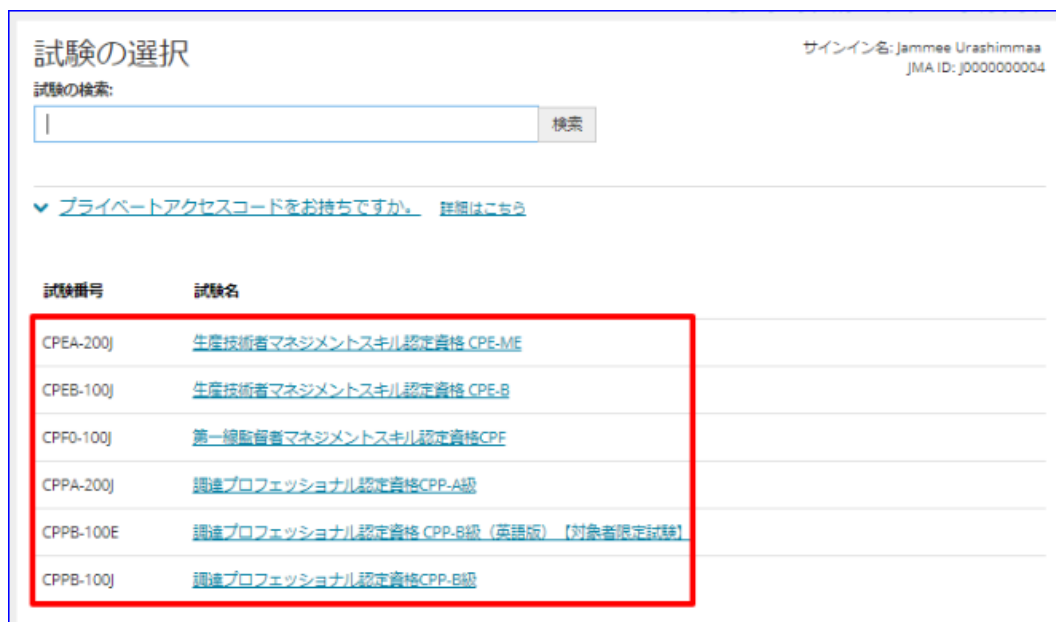 試験の選択
サインイン名: Jammee Urashimmaa
JMA ID: J0000000004
試験の検索:
検索
プライベートアクセスコードをお持ちですか。 詳細はこちら
試験番号 試験名
CPEA-200J 生産技術者マネジメントスキル認定資格 CPE-ME
CPEB-100J 生産技術者マネジメントスキル認定資格 CPE-B
CPF0-100J 第一線監督者マネジメントスキル認定資格CPF
CPPA-200J 調達プロフェッショナル認定資格CPP-A級
CPPB-100E 調達プロフェッショナル認定資格 CPP-B級（英語版）【対象者限定試験】
CPPB-100J 調達プロフェッショナル認定資格CPP-B級